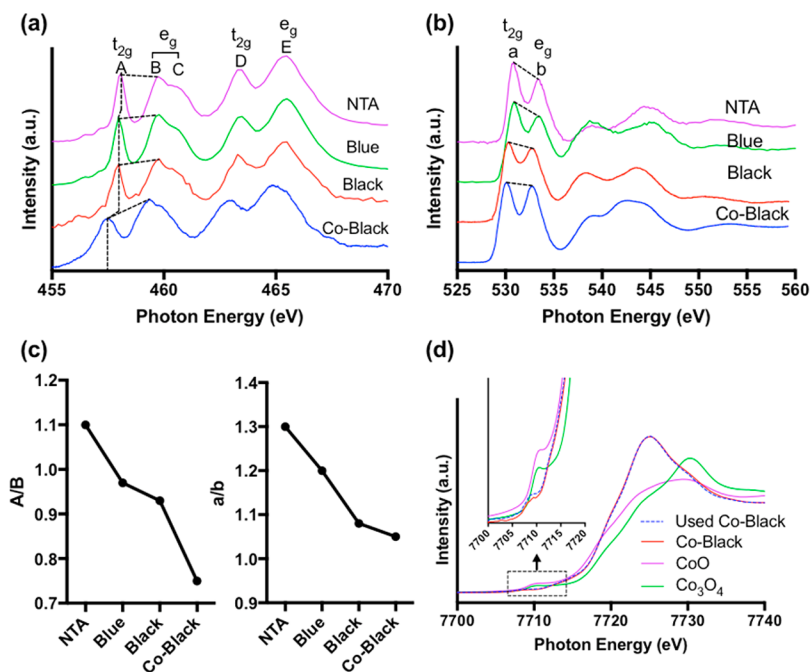 (a)
t2g
A
eg
B C
t2g
D
eg
E
NTA
Blue
Black
Co-Black
Intensity (a.u.)
455 460 465 470
Photon Energy (eV)
(b)
t2g
a
eg
b
NTA
Blue
Black
Co-Black
Intensity (a.u.)
525 530 535 540 545 550 555 560
Photon Energy (eV)
(c)
A/B
1.2
1.1
1.0
0.9
0.8
0.7
NTA
Blue
Black
Co-Black
a/b
1.4
1.3
1.2
1.1
1.0
0.9
NTA
Blue
Black
Co-Black
(d)
Intensity (a.u.)
7700 7705 7710 7715 7720
Used Co-Black
Co-Black
CoO
Co3O4
7700 7710 7720 7730 7740
Photon Energy (eV)